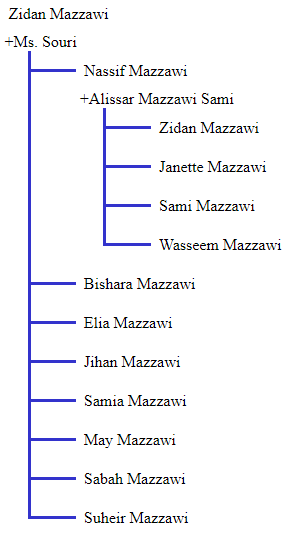 Zidan Mazzawi
+Ms. Souri
Nassif Mazzawi
+Alissar Mazzawi Sami
Zidan Mazzawi
Janette Mazzawi
Sami Mazzawi
Wasseem Mazzawi
Bishara Mazzawi
Elia Mazzawi
Jihan Mazzawi
Samia Mazzawi
May Mazzawi
Sabah Mazzawi
Suheir Mazzawi